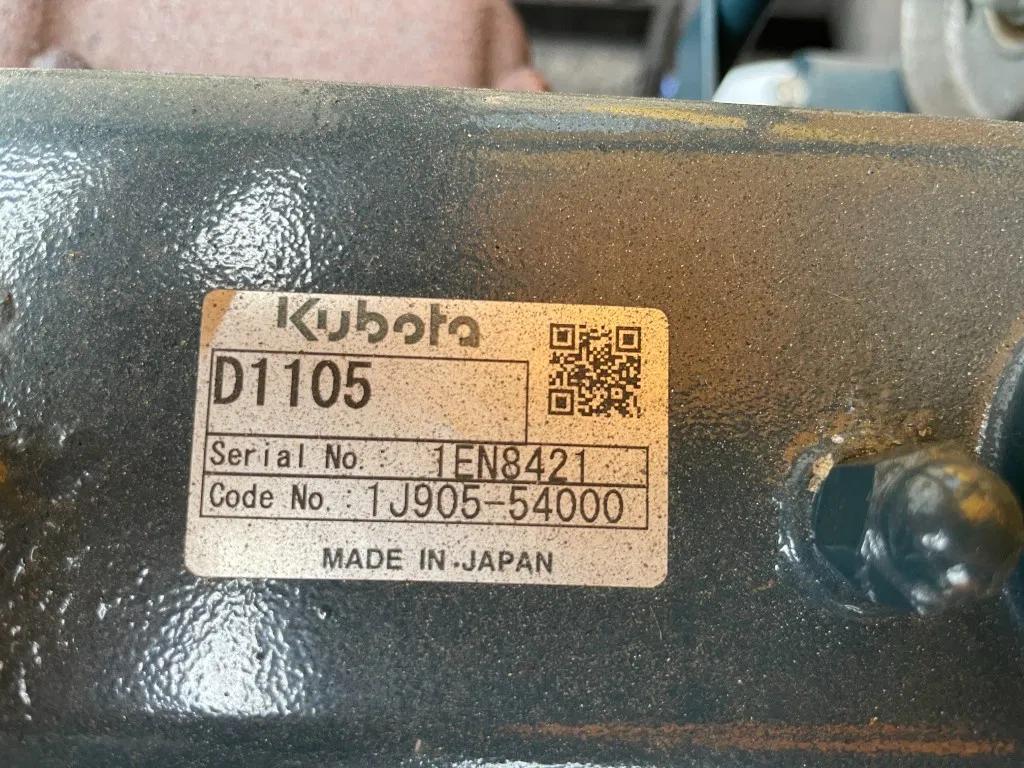 Kubota
D1105
Serial No. : 1EN8421
Code No. : 1J905-54000
MADE IN JAPAN